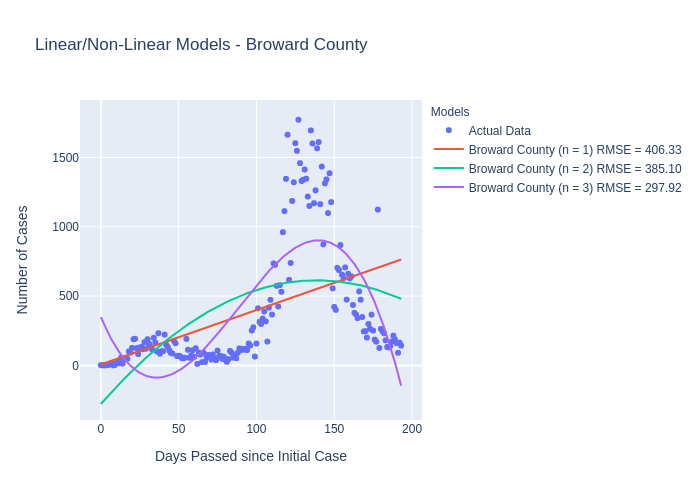 Linear/Non-Linear Models - Broward County
Models
Actual Data
Broward County (n = 1) RMSE = 406.33
Broward County (n = 2) RMSE = 385.10
Broward County (n = 3) RMSE = 297.92
Number of Cases
1500
1000
500
0
0
50
100
150
200
Days Passed since Initial Case